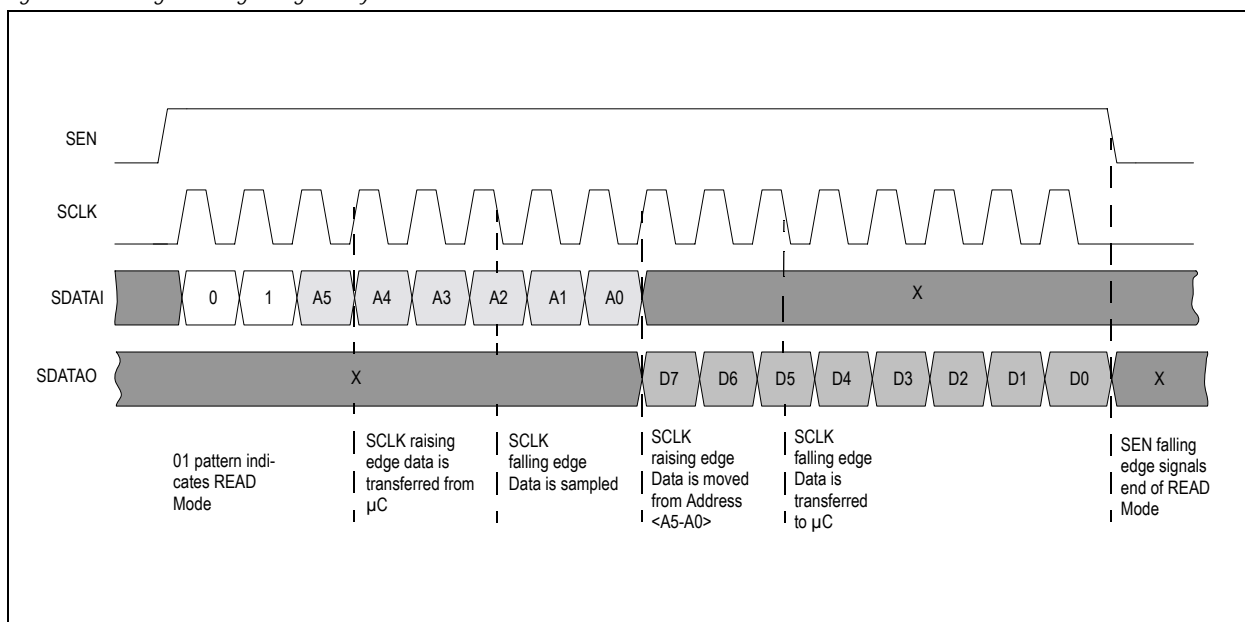 SEN
SCLK
SDATAI
0 1 A5 A4 A3 A2 A1 A0 X
SDATAO
X D7 D6 D5 D4 D3 D2 D1 D0 X
01 pattern indi-
cates READ
Mode
SCLK raising
edge data is
transferred from
µC
SCLK
falling edge
Data is sampled
SCLK
raising edge
Data is moved
from Address
<A5-A0>
SCLK
falling edge
Data is
transferred
to µC
SEN falling
edge signals
end of READ
Mode